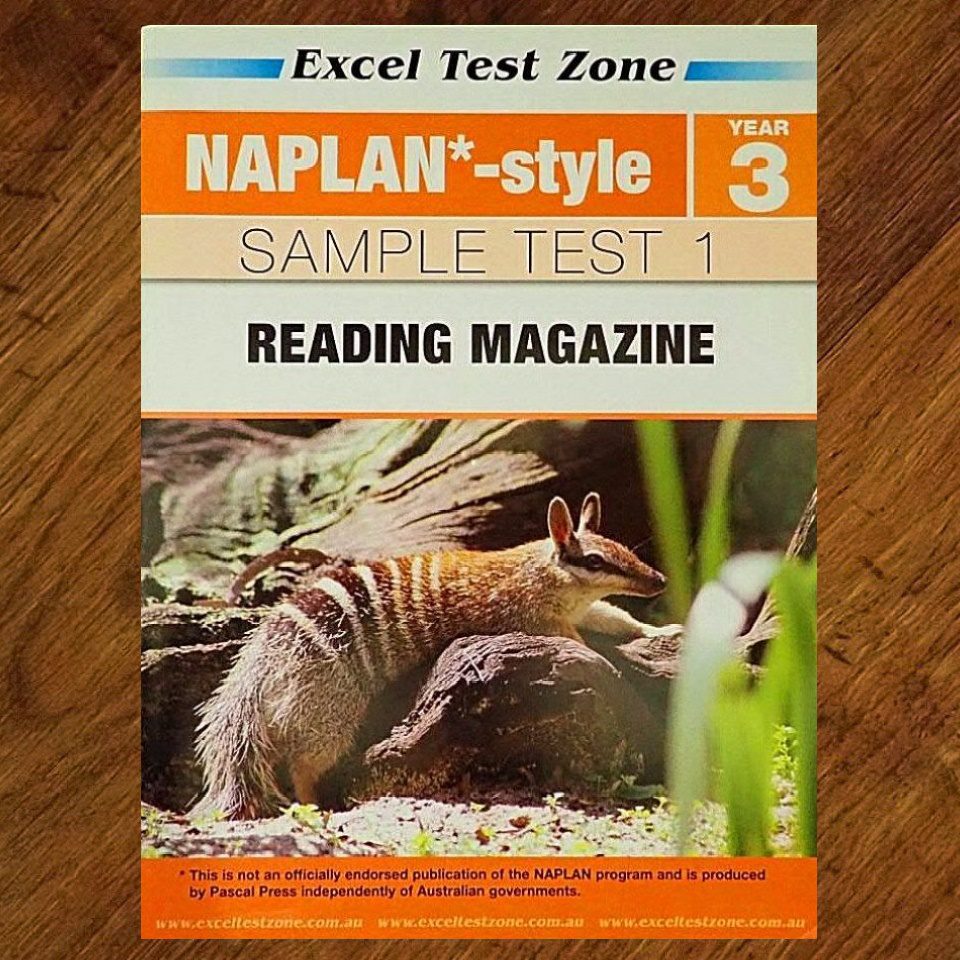 Excel Test Zone
NAPLAN*-style
YEAR
3
SAMPLE TEST 1
READING MAGAZINE
* This is not an officially endorsed publication of the NAPLAN program and is produced
by Pascal Press independently of Australian governments.
www.exceltestzone.com.au www.exceltestzone.com.au www.exceltestzone.com.au